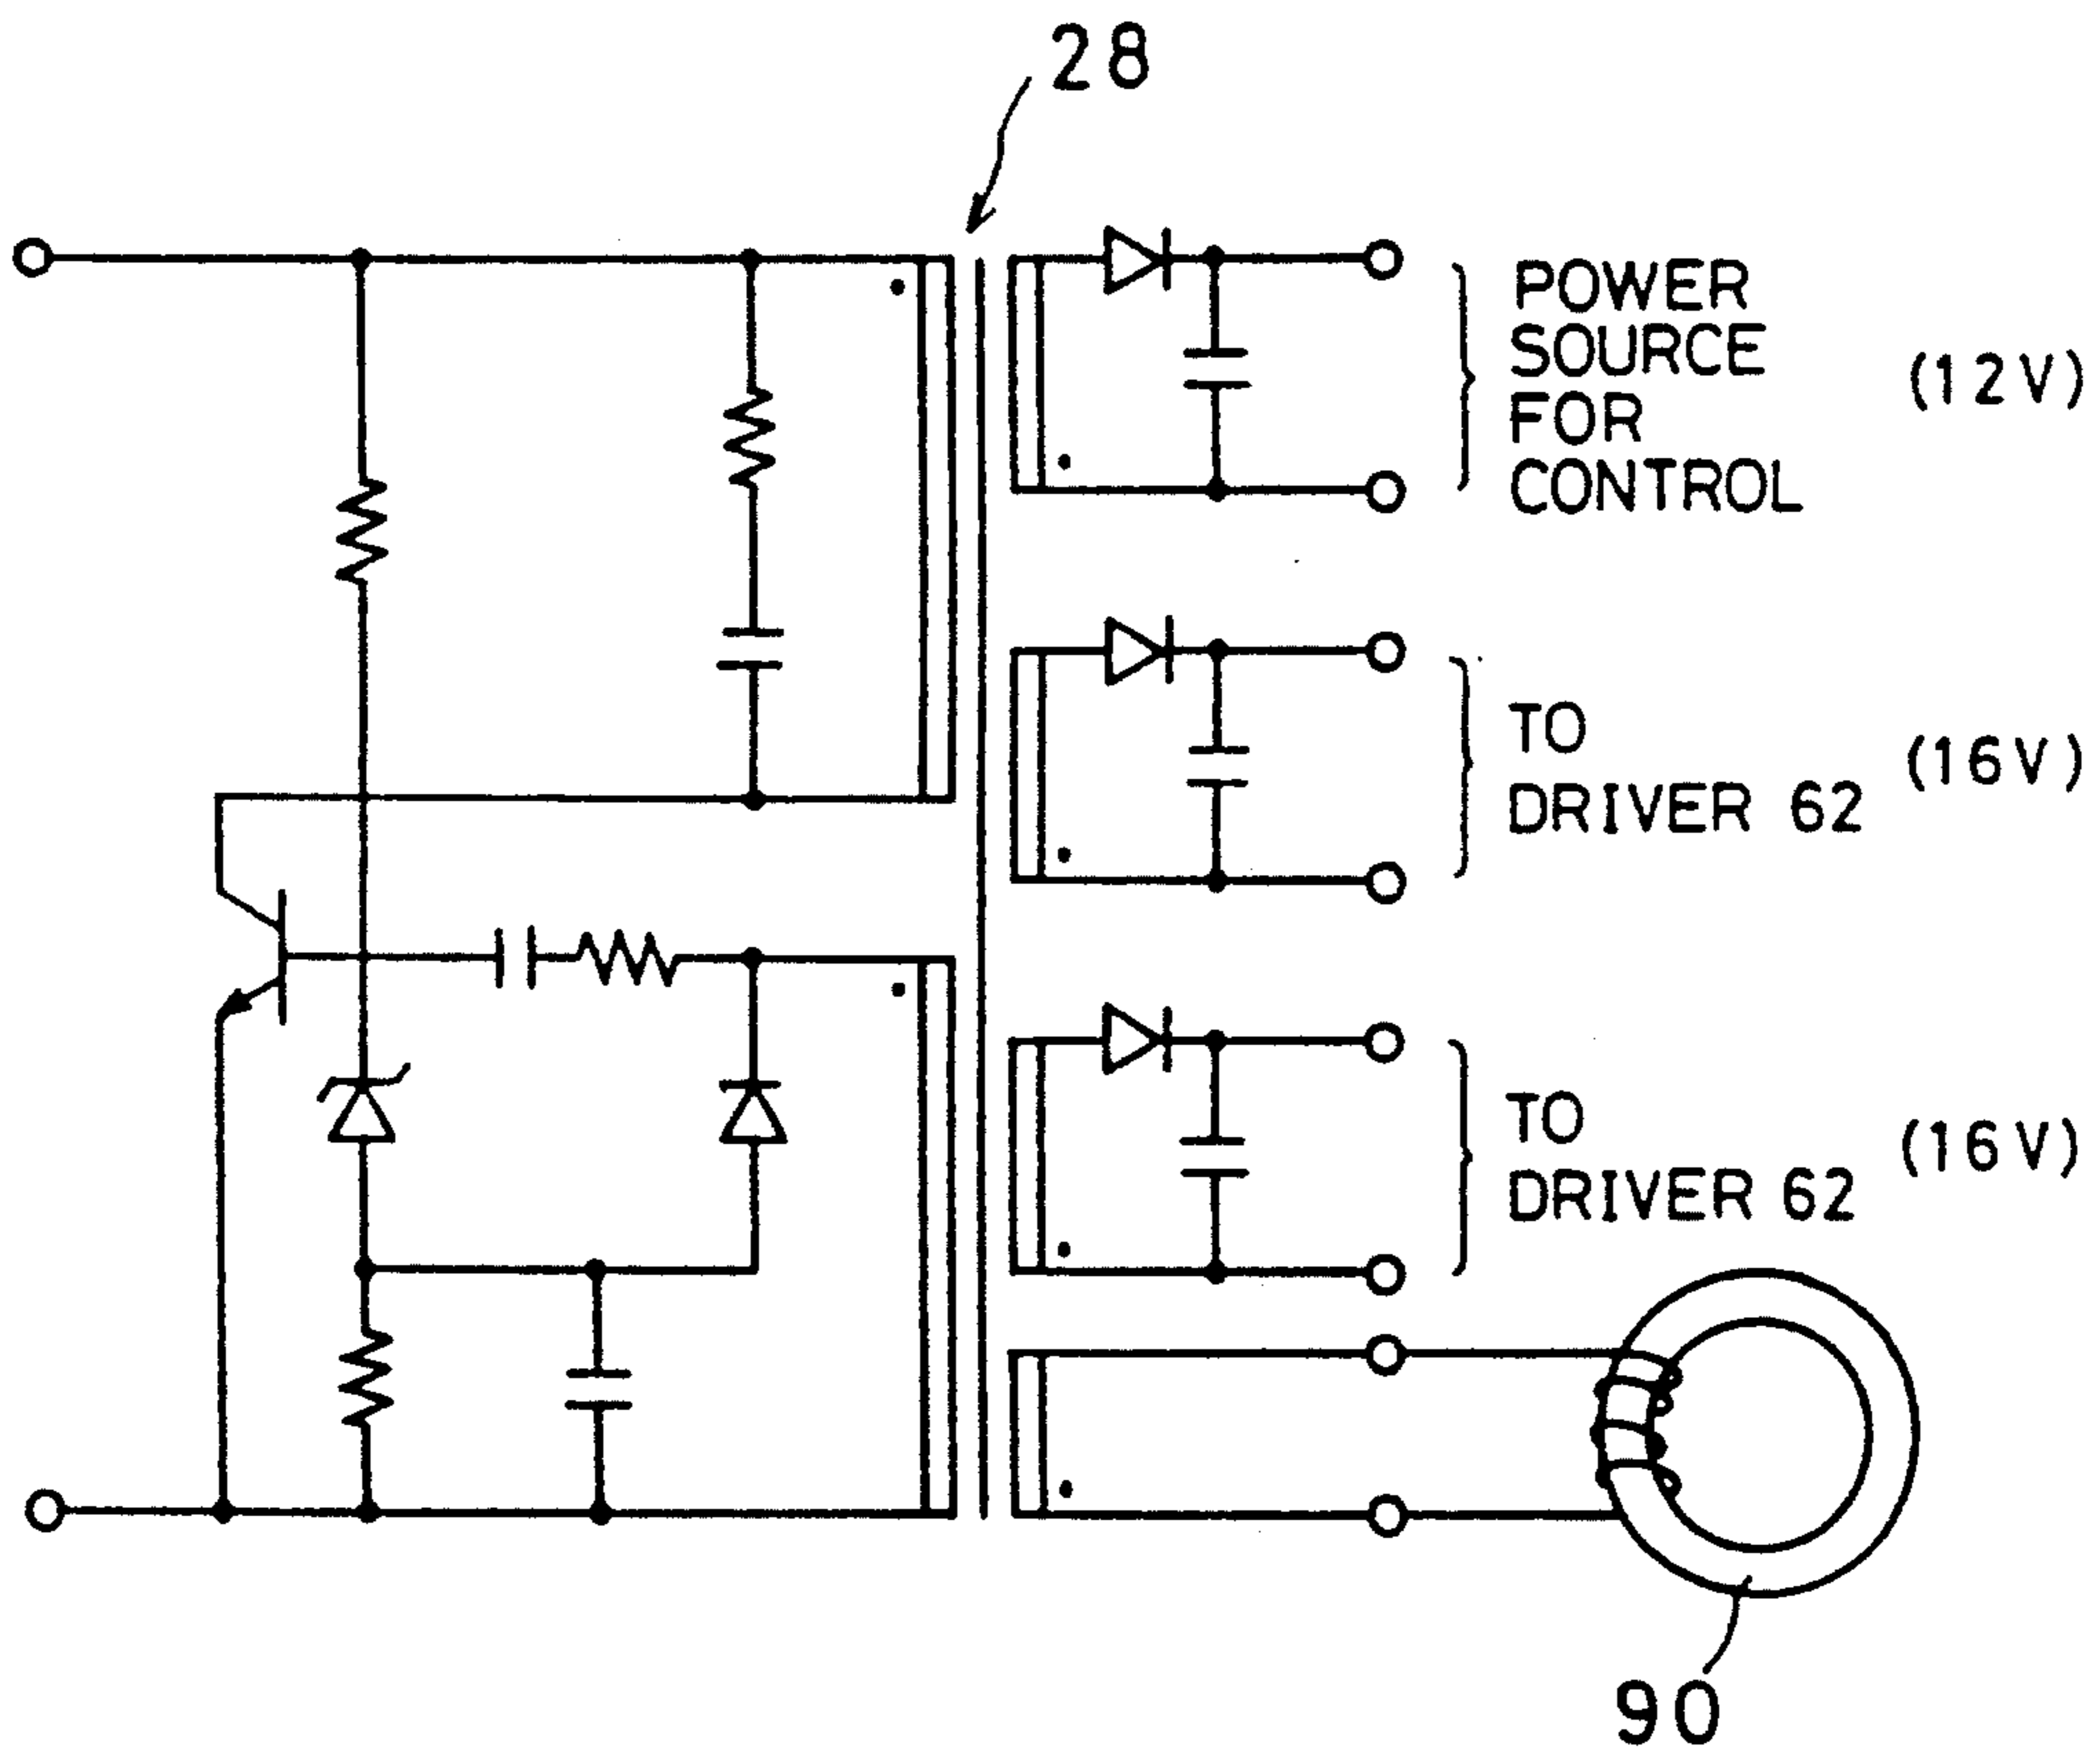 28
POWER
SOURCE
FOR
CONTROL
(12V)
TO
DRIVER 62
(16V)
TO
DRIVER 62
(16V)
90